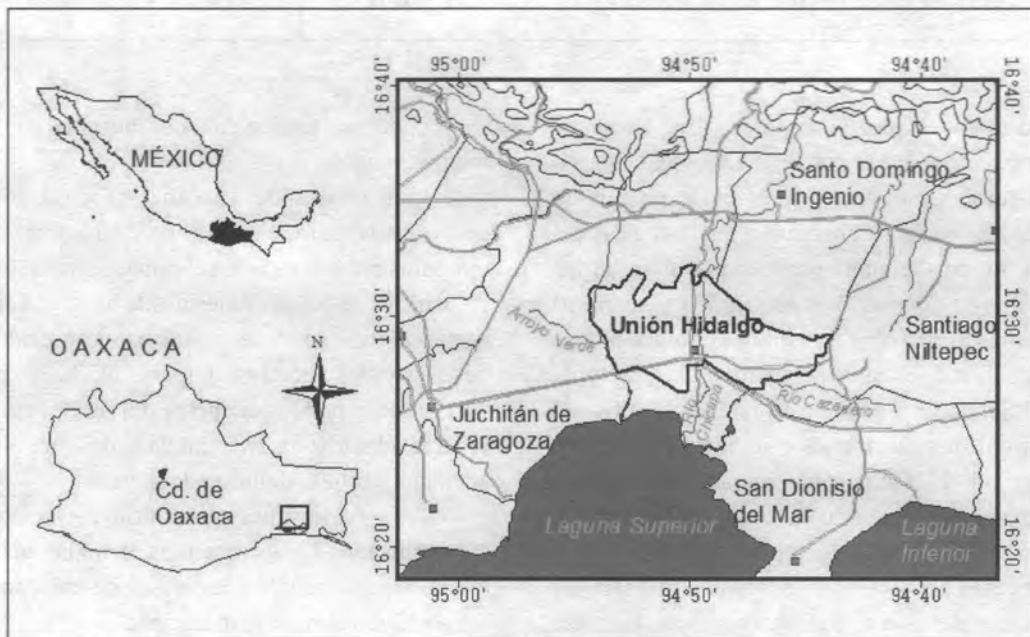 MÉXICO
OAXACA
N
Cd. de
Oaxaca
95°00'
94°50'
94°40'
16°40'
16°40'
Santo Domingo
Ingenio
16°30'
16°30'
Arroyo
Verde
Unión Hidalgo
Santiago
Niltepec
Juchitán de
Zaragoza
Río
Chicapa
Río Cazadero
San Dionisio
del Mar
Laguna Superior
Laguna
Inferior
16°20'
16°20'
95°00'
94°50'
94°40'